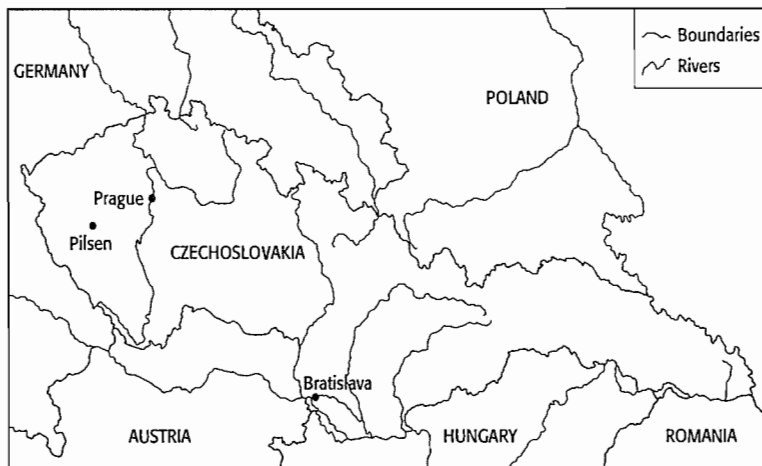 Boundaries
Rivers
GERMANY
POLAND
Prague
Pilsen
CZECHOSLOVAKIA
Bratislava
AUSTRIA
HUNGARY
ROMANIA